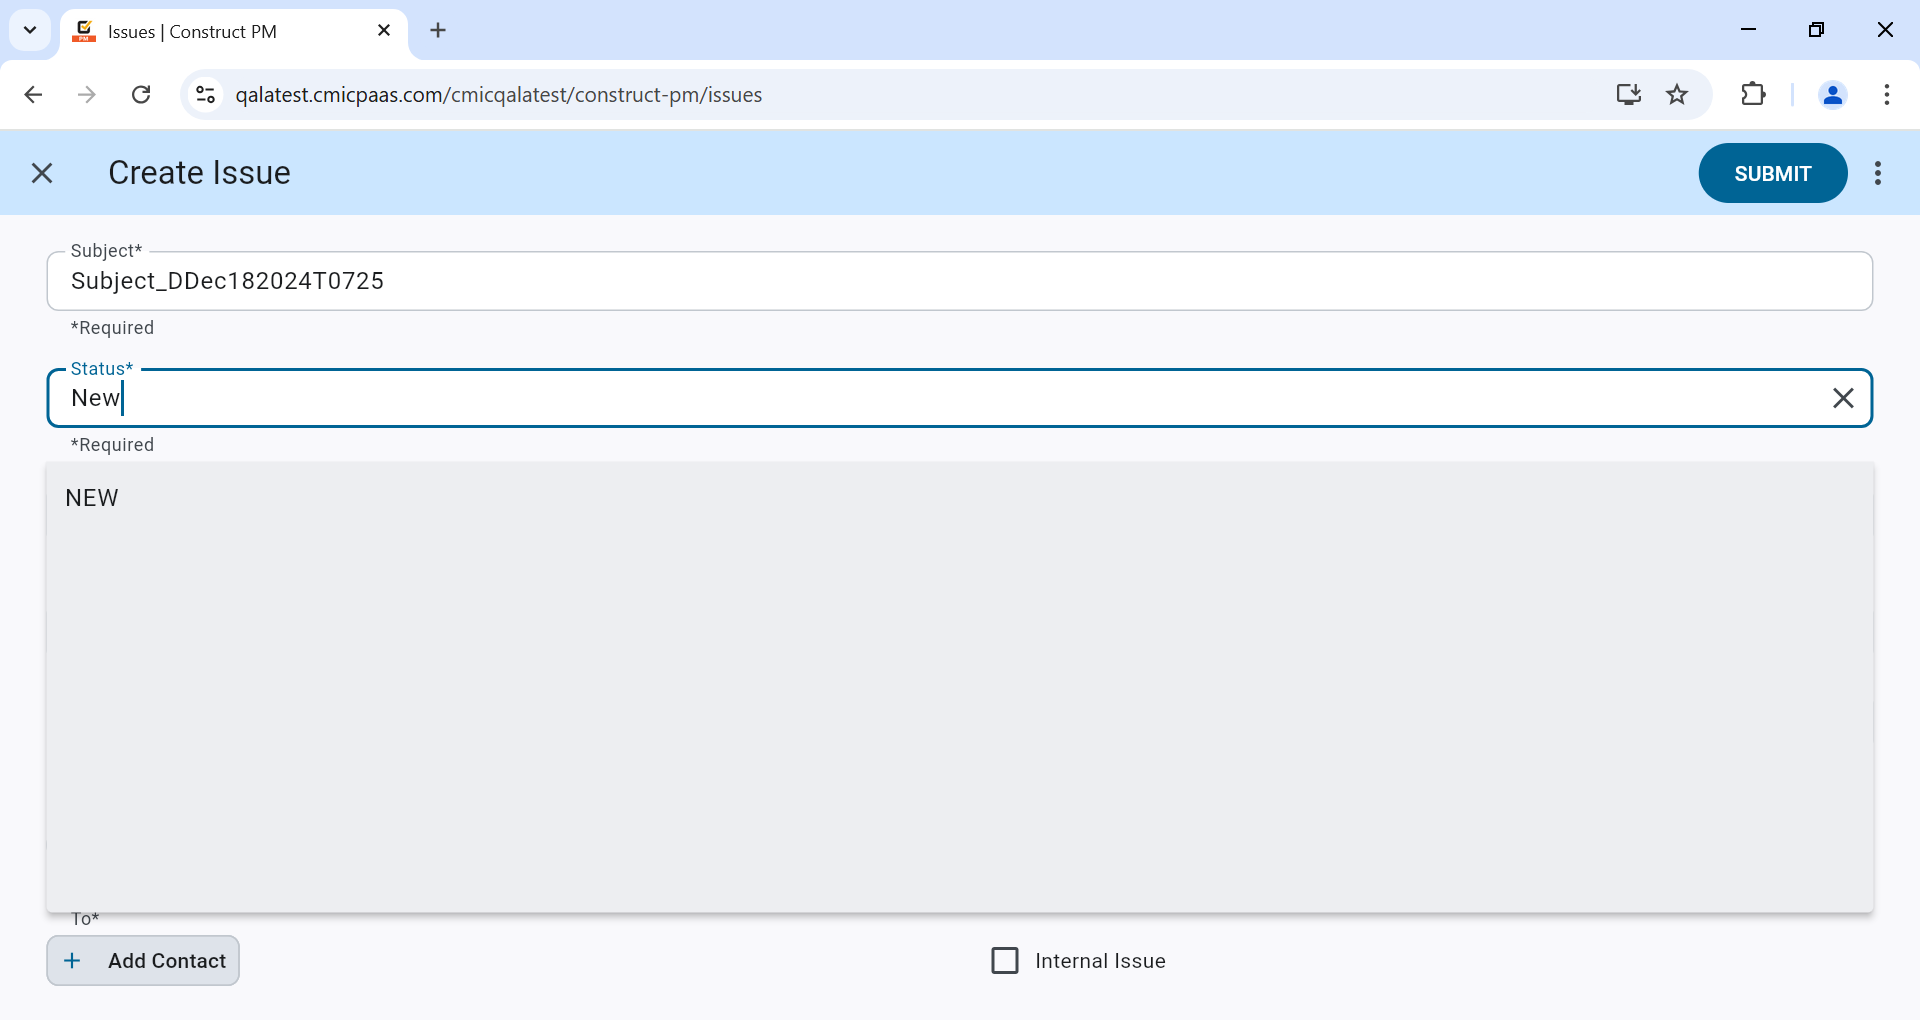 Issues | Construct PM
qalatest.cmicpaas.com/cmicqalatest/construct-pm/issues
Create Issue
SUBMIT
Subject*
Subject_DDec182024T0725
*Required
Status*
New
*Required
NEW
To*
Add Contact
Internal Issue